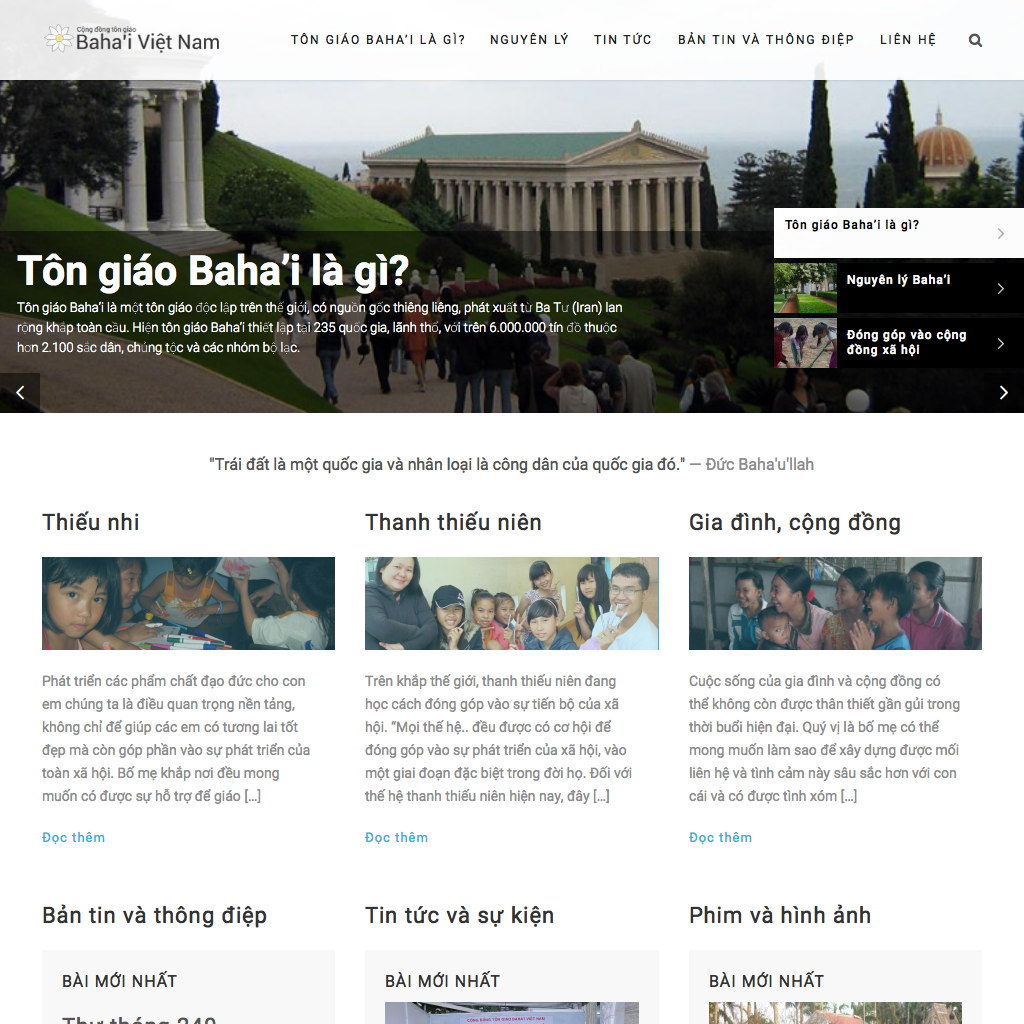 Cộng đồng tôn giáo
Baha'i Việt Nam
TÔN GIÁO BAHA’I LÀ GÌ?
NGUYÊN LÝ
TIN TỨC
BẢN TIN VÀ THÔNG ĐIỆP
LIÊN HỆ
Tôn giáo Baha’i là gì?
Tôn giáo Baha’i là một tôn giáo độc lập trên thế giới, có nguồn gốc thiêng liêng, phát xuất từ Ba Tư (Iran) lan
rộng khắp toàn cầu. Hiện tôn giáo Baha’i thiết lập tại 235 quốc gia, lãnh thổ, với trên 6.000.000 tín đồ thuộc
hơn 2.100 sắc dân, chủng tộc và các nhóm bộ lạc.
Tôn giáo Baha’i là gì?
Nguyên lý Baha’i
Đóng góp vào cộng
đồng xã hội
"Trái đất là một quốc gia và nhân loại là công dân của quốc gia đó." — Đức Baha'u'llah
Thiếu nhi
Phát triển các phẩm chất đạo đức cho con
em chúng ta là điều quan trọng nền tảng,
không chỉ để giúp các em có tương lai tốt
đẹp mà còn góp phần vào sự phát triển của
toàn xã hội. Bố mẹ khắp nơi đều mong
muốn có được sự hỗ trợ để giáo [...]
Đọc thêm
Thanh thiếu niên
Trên khắp thế giới, thanh thiếu niên đang
học cách đóng góp vào sự tiến bộ của xã
hội. “Mọi thế hệ.. đều được có cơ hội để
đóng góp vào sự phát triển của xã hội, vào
một giai đoạn đặc biệt trong đời họ. Đối với
thế hệ thanh thiếu niên hiện nay, đây [...]
Đọc thêm
Gia đình, cộng đồng
Cuộc sống của gia đình và cộng đồng có
thể không còn được thân thiết gần gủi trong
thời buổi hiện đại. Quý vị là bố mẹ có thể
mong muốn làm sao để xây dựng được mối
liên hệ và tình cảm này sâu sắc hơn với con
cái và có được tình xóm [...]
Đọc thêm
Bản tin và thông điệp
BÀI MỚI NHẤT
Thư tháng 240
Tin tức và sự kiện
BÀI MỚI NHẤT
CỘNG ĐỒNG TÔN GIÁO BAHA'I VIỆT NAM
Phim và hình ảnh
BÀI MỚI NHẤT